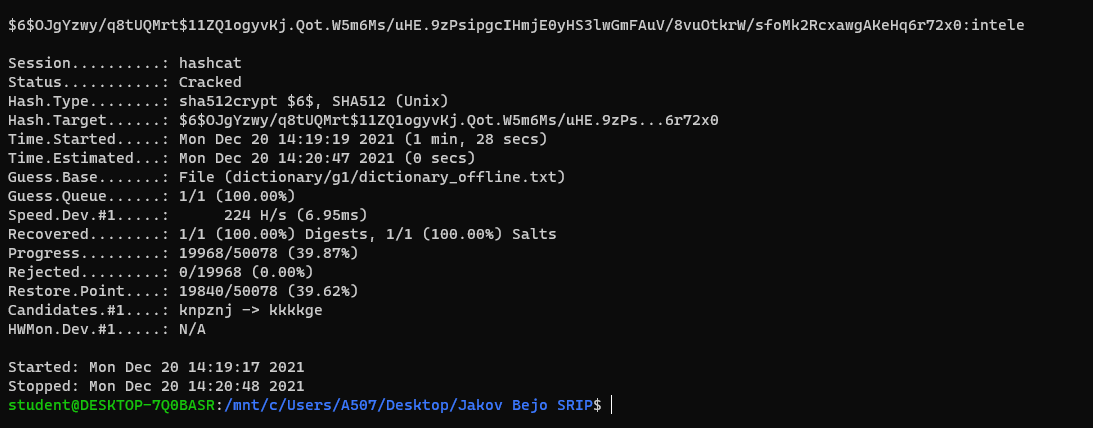 $6$OJgYzwy/q8tUQMrt$11ZQ1ogyvKj.Qot.W5m6Ms/uHE.9zPsipgcIHmjE0yHS3lwGmFAuV/8vuOtkrW/sfoMk2RcxawgAKeHq6r72x0:intele
Session..........: hashcat
Status...........: Cracked
Hash.Type........: sha512crypt $6$, SHA512 (Unix)
Hash.Target......: $6$OJgYzwy/q8tUQMrt$11ZQ1ogyvKj.Qot.W5m6Ms/uHE.9zPs...6r72x0
Time.Started.....: Mon Dec 20 14:19:19 2021 (1 min, 28 secs)
Time.Estimated...: Mon Dec 20 14:20:47 2021 (0 secs)
Guess.Base.......: File (dictionary/g1/dictionary_offline.txt)
Guess.Queue......: 1/1 (100.00%)
Speed.Dev.#1.....:      224 H/s (6.95ms)
Recovered........: 1/1 (100.00%) Digests, 1/1 (100.00%) Salts
Progress.........: 19968/50078 (39.87%)
Rejected.........: 0/19968 (0.00%)
Restore.Point....: 19840/50078 (39.62%)
Candidates.#1....: knpznj -> kkkkge
HWMon.Dev.#1.....: N/A
Started: Mon Dec 20 14:19:17 2021
Stopped: Mon Dec 20 14:20:48 2021
student@DESKTOP-7Q0BASR:/mnt/c/Users/A507/Desktop/Jakov Bejo SRIP$